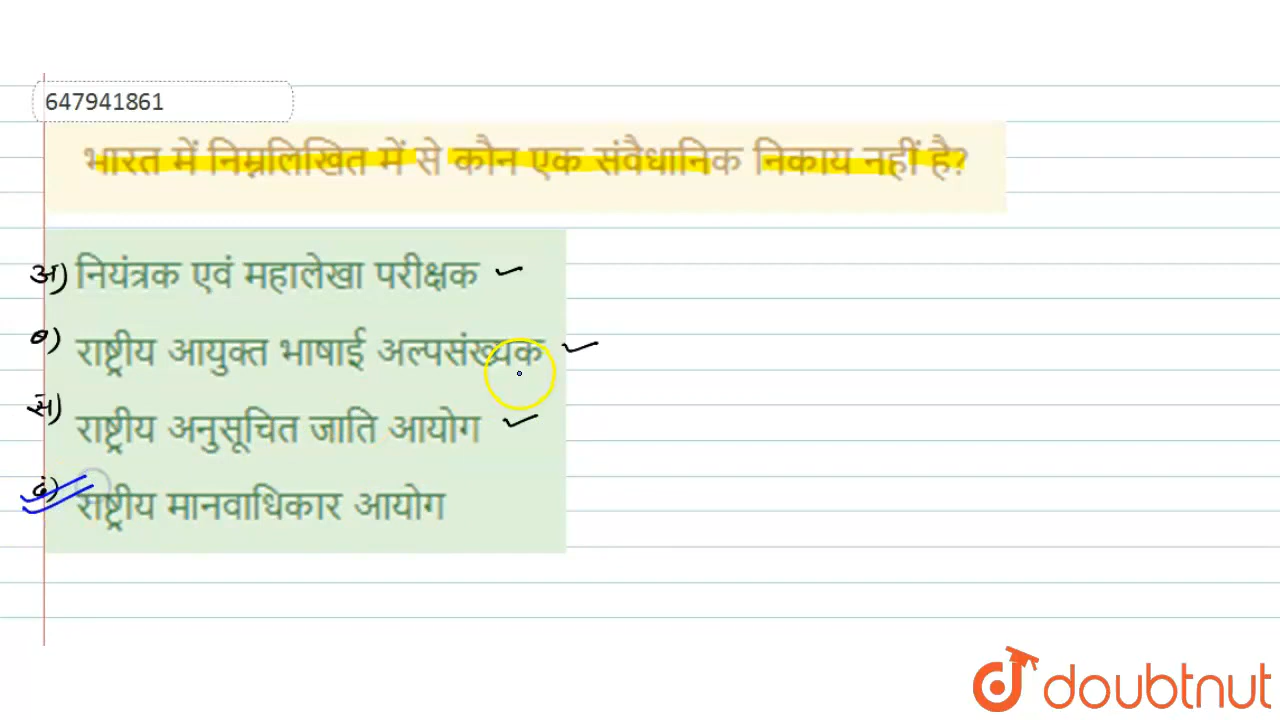 647941861
भारत में निम्नलिखित में से कौन एक संवैधानिक निकाय नहीं है?
अ) नियंत्रक एवं महालेखा परीक्षक
ब) राष्ट्रीय आयुक्त भाषाई अल्पसंख्यक
स) राष्ट्रीय अनुसूचित जाति आयोग
द) राष्ट्रीय मानवाधिकार आयोग
doubtnut